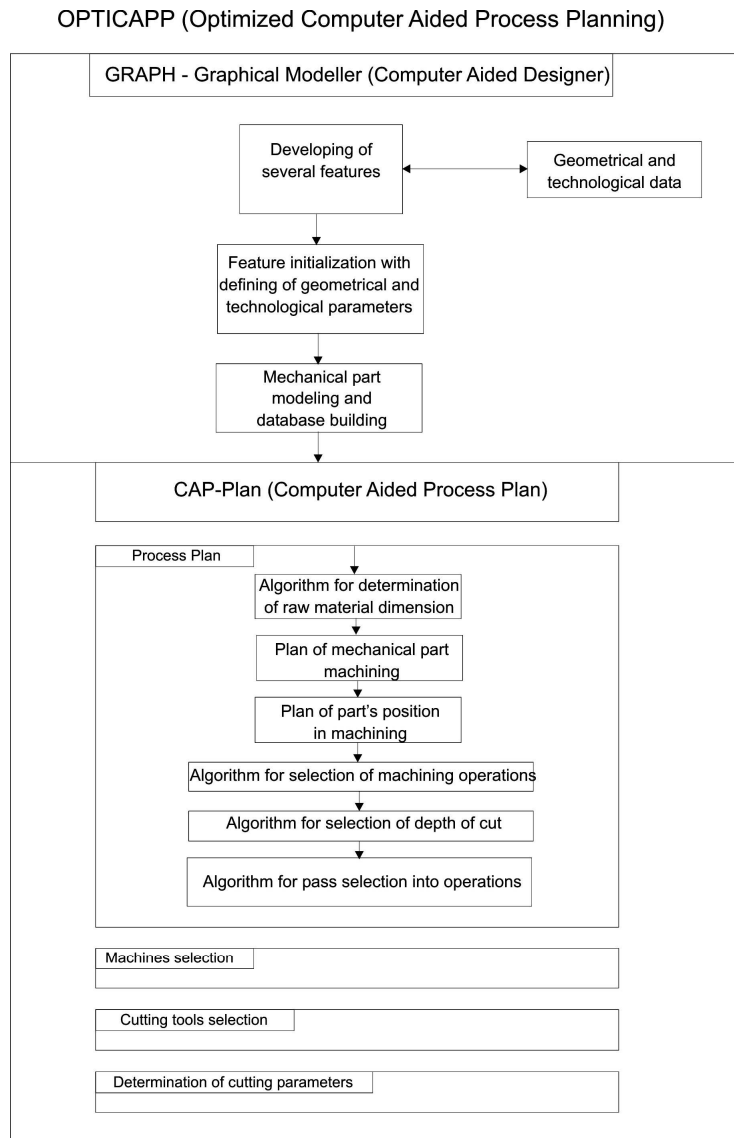 OPTICAPP (Optimized Computer Aided Process Planning)
GRAPH - Graphical Modeller (Computer Aided Designer)
Developing of
several features
Geometrical and
technological data
Feature initialization with
defining of geometrical and
technological parameters
Mechanical part
modeling and
database building
CAP-Plan (Computer Aided Process Plan)
Process Plan
Algorithm for determination
of raw material dimension
Plan of mechanical part
machining
Plan of part's position
in machining
Algorithm for selection of machining operations
Algorithm for selection of depth of cut
Algorithm for pass selection into operations
Machines selection
Cutting tools selection
Determination of cutting parameters